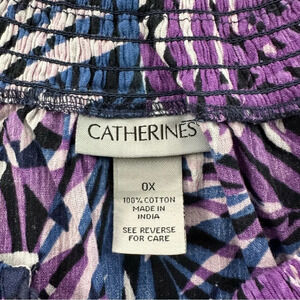 CATHERINES
0X
100% COTTON
MADE IN
INDIA
SEE REVERSE
FOR CARE